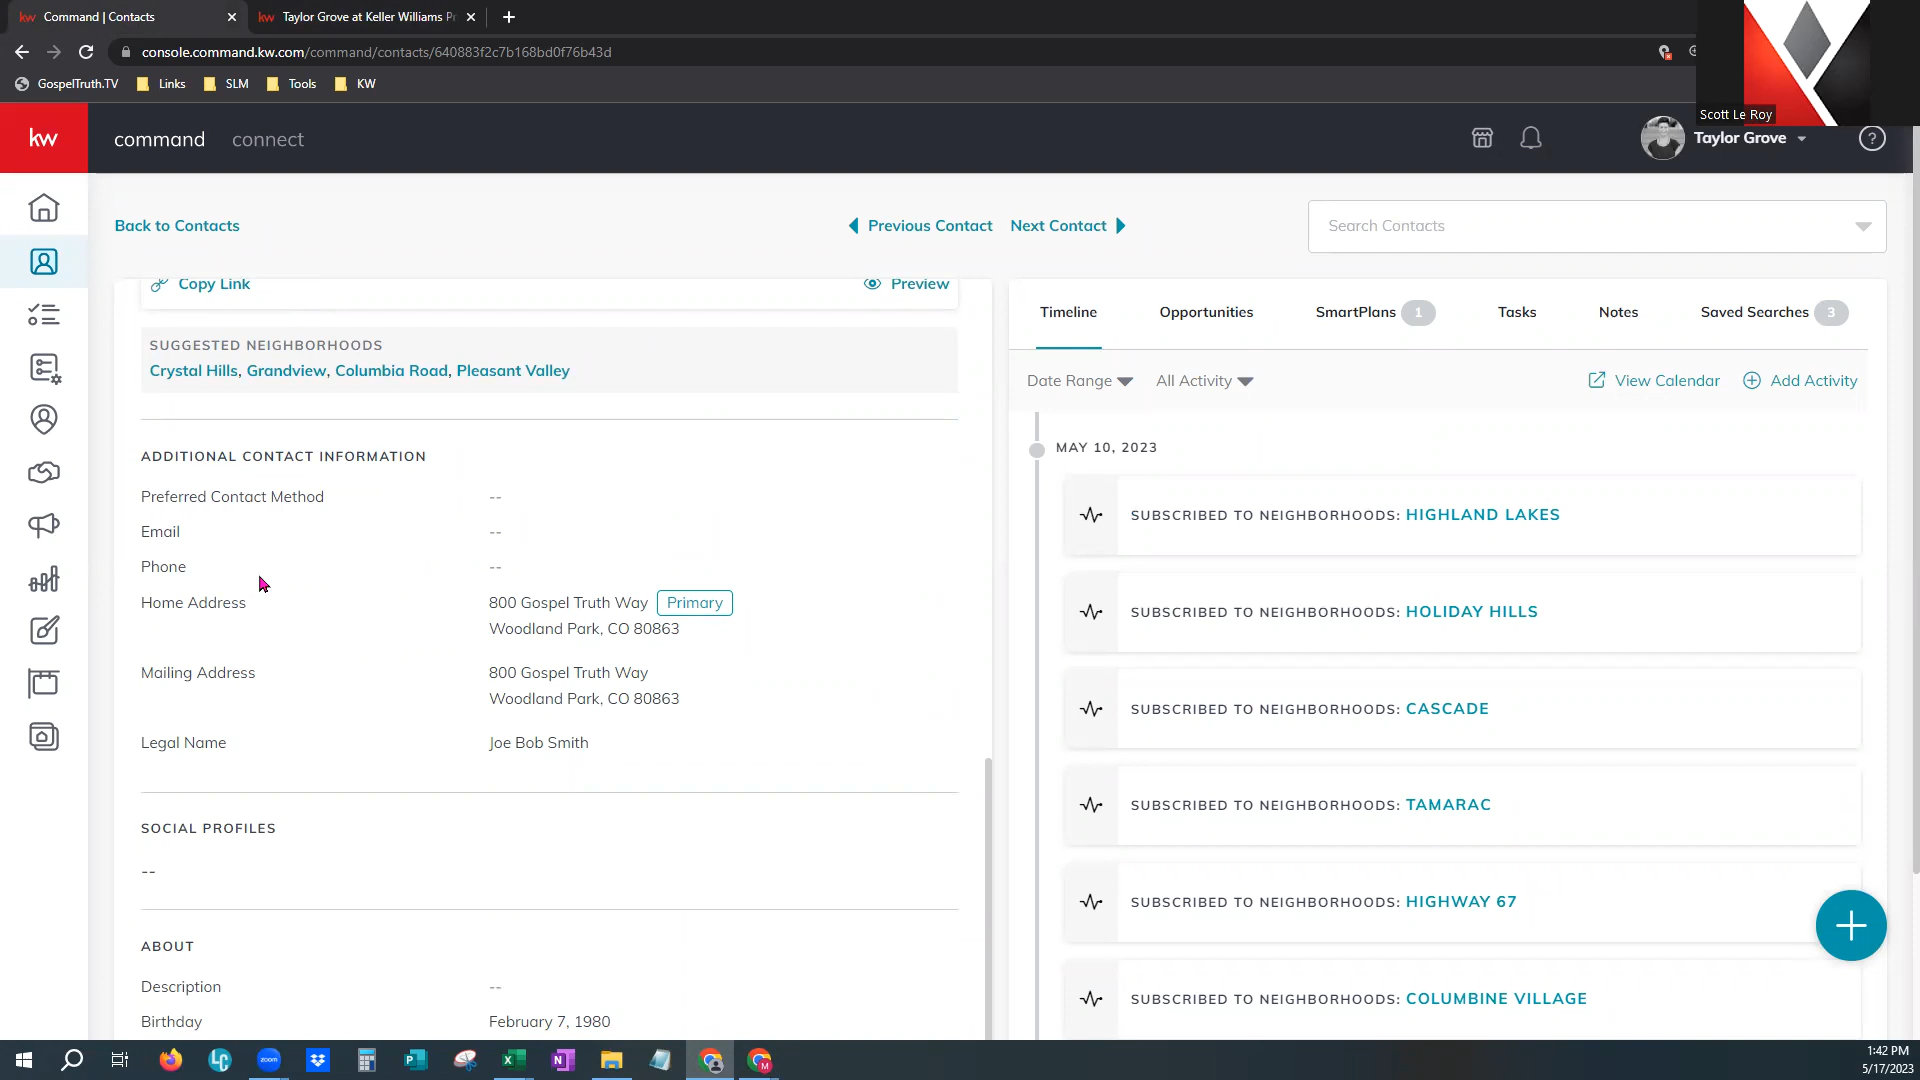 kw Command | Contacts
kw Taylor Grove at Keller Williams Pr
console.command.kw.com/command/contacts/640883f2c7b168bd0f76b43d
GospelTruth.TV Links SLM Tools KW
Scott Le Roy
kw command connect Taylor Grove ?
Back to Contacts Previous Contact Next Contact Search Contacts
Copy Link Preview
SUGGESTED NEIGHBORHOODS
Crystal Hills, Grandview, Columbia Road, Pleasant Valley
ADDITIONAL CONTACT INFORMATION
Preferred Contact Method --
Email --
Phone --
Home Address 800 Gospel Truth Way Primary
Woodland Park, CO 80863
Mailing Address 800 Gospel Truth Way
Woodland Park, CO 80863
Legal Name Joe Bob Smith
SOCIAL PROFILES
--
ABOUT
Description --
Birthday February 7, 1980
Timeline Opportunities SmartPlans 1 Tasks Notes Saved Searches 3
Date Range All Activity View Calendar Add Activity
MAY 10, 2023
SUBSCRIBED TO NEIGHBORHOODS: HIGHLAND LAKES
SUBSCRIBED TO NEIGHBORHOODS: HOLIDAY HILLS
SUBSCRIBED TO NEIGHBORHOODS: CASCADE
SUBSCRIBED TO NEIGHBORHOODS: TAMARAC
SUBSCRIBED TO NEIGHBORHOODS: HIGHWAY 67
SUBSCRIBED TO NEIGHBORHOODS: COLUMBINE VILLAGE
zoom
1:42 PM
5/17/2023